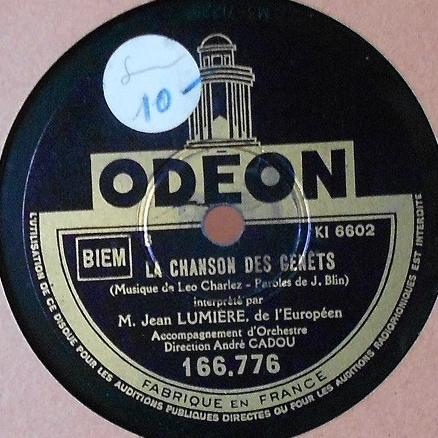 10-
ODEON
KI 6602
BIEM
LA CHANSON DES GENÊTS
(Musique de Leo Charlez - Paroles de J. Blin)
interprété par
M. Jean LUMIÈRE, de l'Européen
Accompagnement d'Orchestre
Direction André CADOU
166.776
FABRIQUÉ EN FRANCE
L'UTILISATION DE CE DISQUE POUR LES AUDITIONS PUBLIQUES DIRECTES OU POUR LES AUDITIONS RADIOPHONIQUES EST INTERDITE